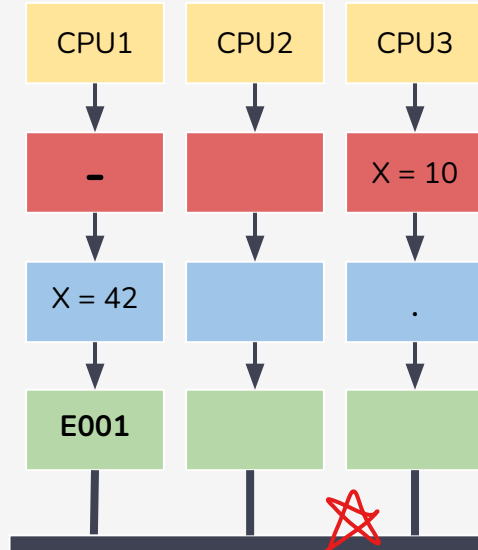 CPU1 CPU2 CPU3
- X = 10
X = 42 .
E001